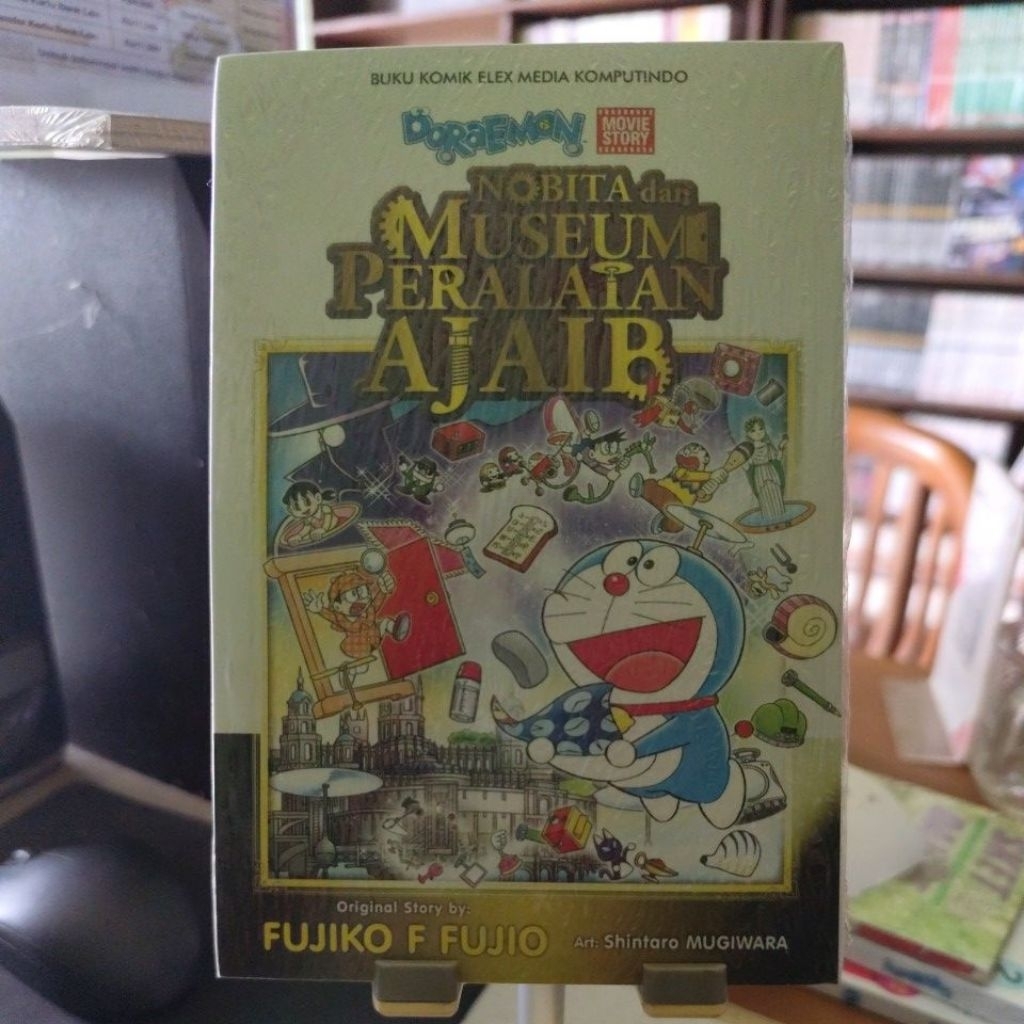 BUKU KOMIK ELEX MEDIA KOMPUTINDO
DORAEMON MOVIE STORY
NOBITA dan
MUSEUM
PERALATAN
AJAIB
Original Story by:
FUJIKO F FUJIO Art: Shintaro MUGIWARA